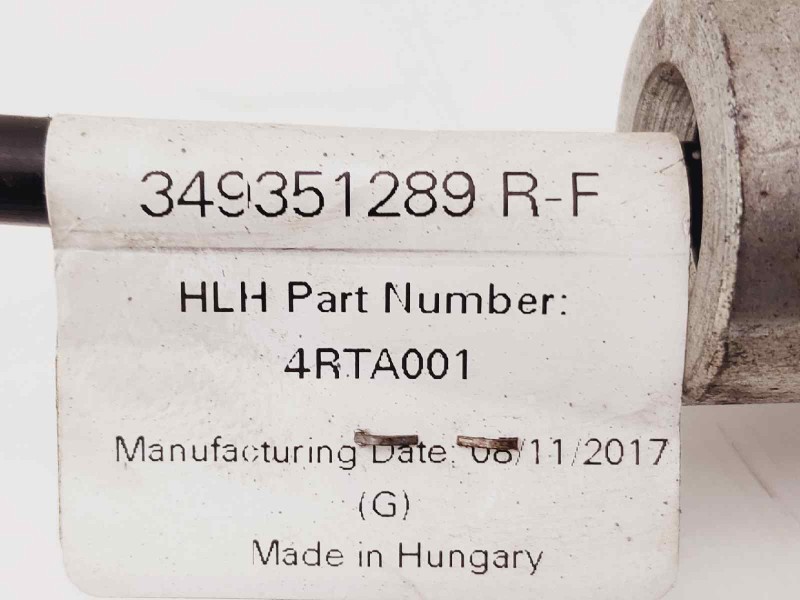 349351289 R-F
HLH Part Number:
4RTA001
Manufacturing Date: 08/11/2017
(G)
Made in Hungary